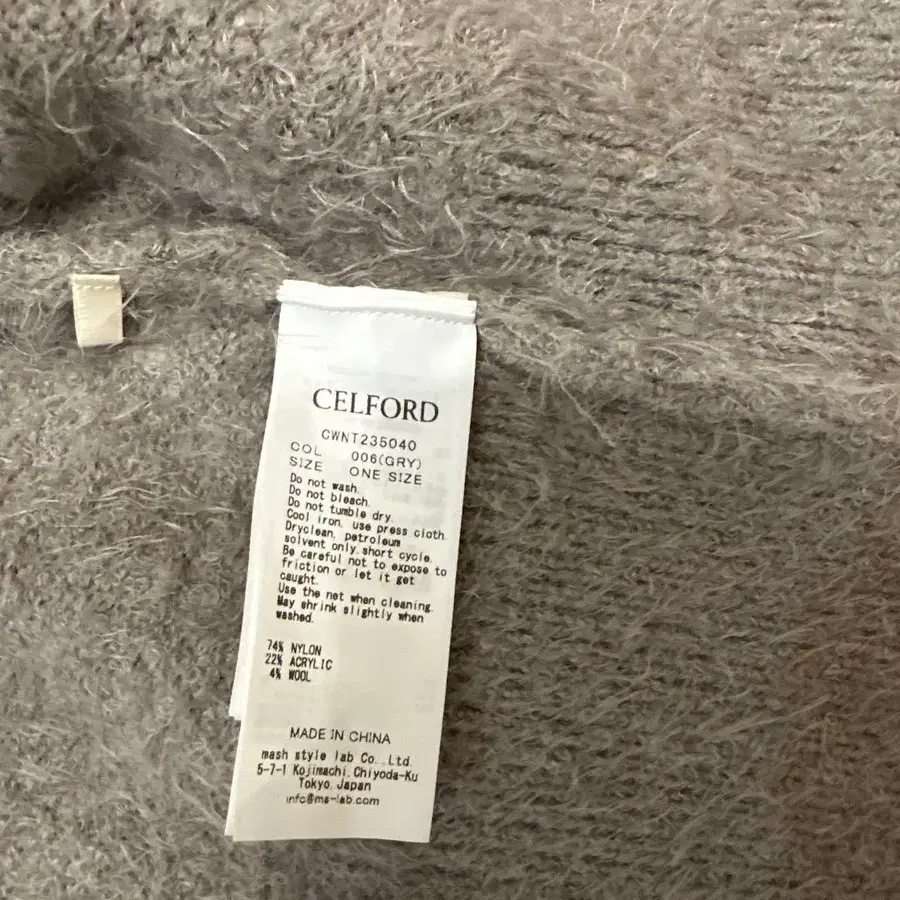 CELFORD
CWNT235040
COL 006(GRY)
SIZE ONE SIZE
Do not wash.
Do not bleach.
Do not tumble dry.
Cool iron, use press cloth.
Dryclean, petroleum
solvent only, short cycle.
Be careful not to expose to
friction or let it get
caught.
Use the net when cleaning.
May shrink slightly when
washed.
74% NYLON
22% ACRYLIC
4% WOOL
MADE IN CHINA
mash style lab Co.,Ltd.
5-7-1 Kojimachi,Chiyoda-Ku
Tokyo,Japan
info@ms-lab.com